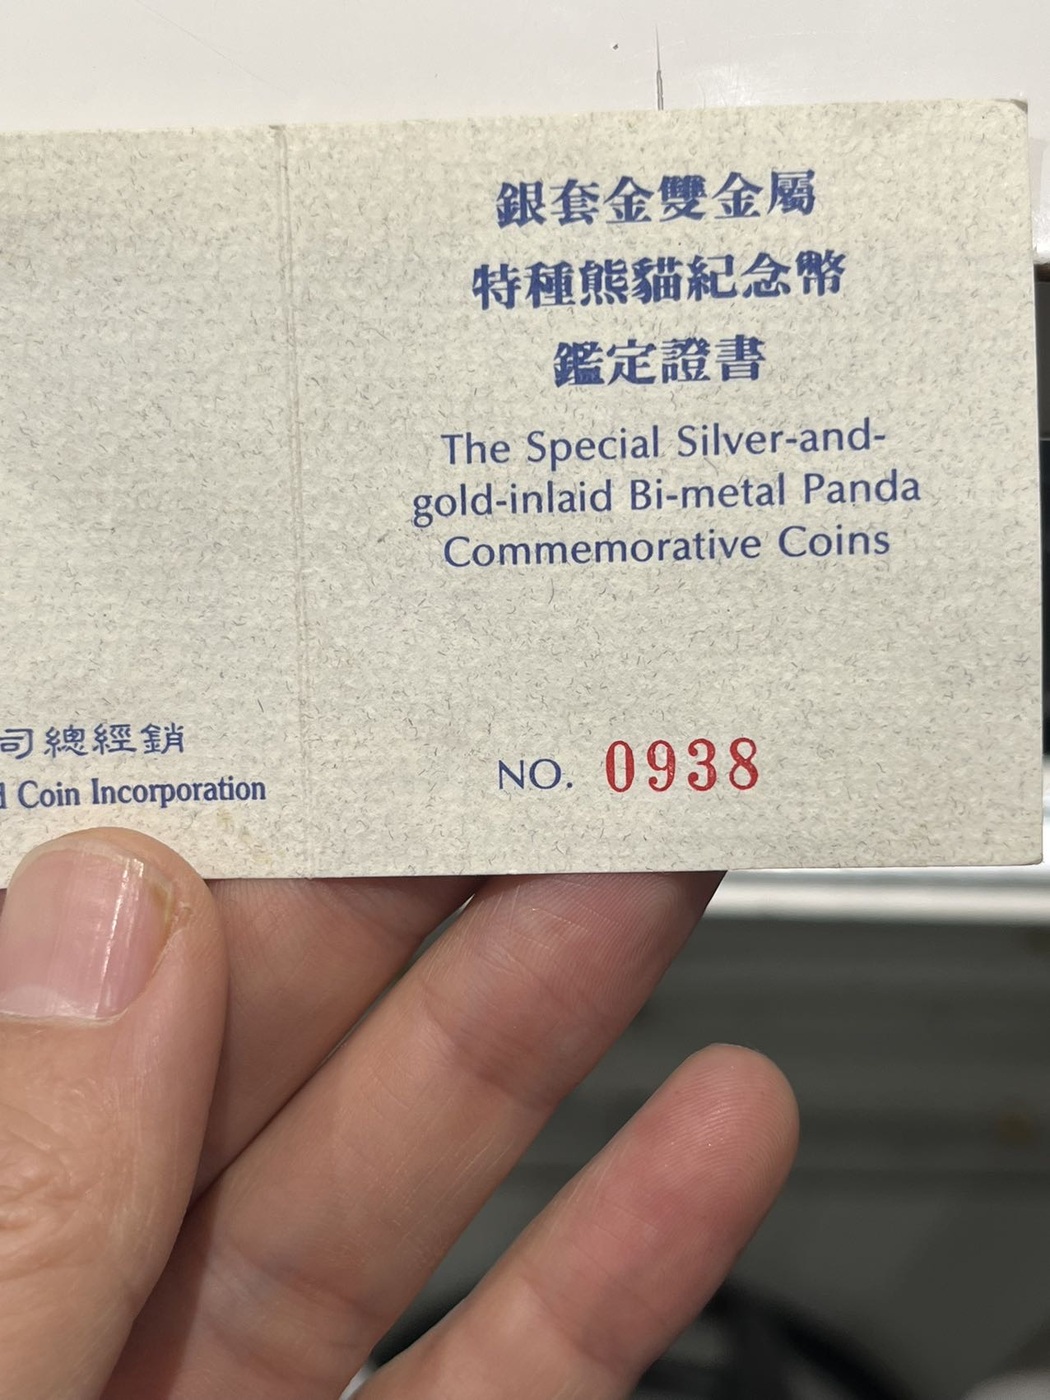 銀套金雙金屬
特種熊貓紀念幣
鑑定證書
The Special Silver-and-
gold-inlaid Bi-metal Panda
Commemorative Coins
NO. 0938
司總經銷
Coin Incorporation